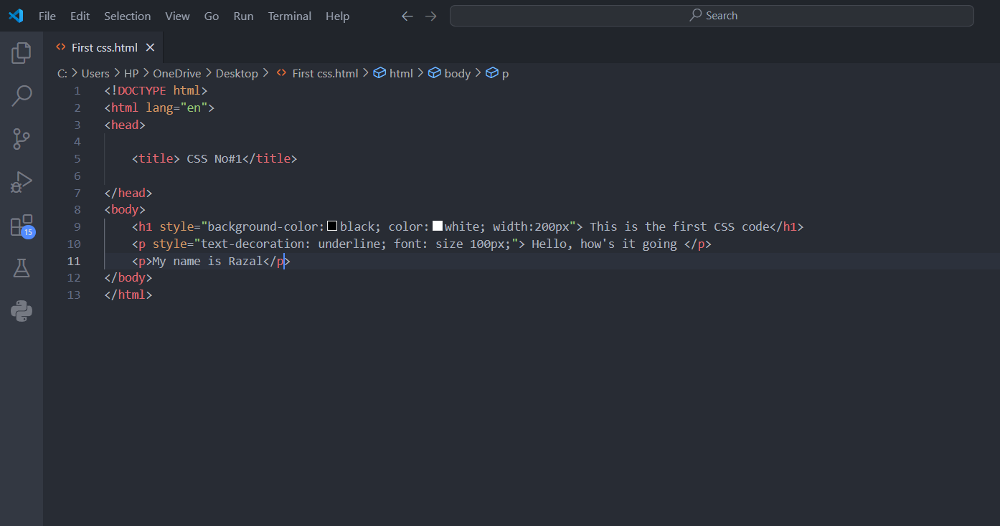 File Edit Selection View Go Run Terminal Help Search
First css.html
C: Users HP OneDrive Desktop First css.html html body p
1 <!DOCTYPE html>
2 <html lang="en">
3 <head>
4
5 <title> CSS No#1</title>
6
7 </head>
8 <body>
9 <h1 style="background-color:black; color:white; width:200px"> This is the first CSS code</h1>
10 <p style="text-decoration: underline; font: size 100px;"> Hello, how's it going </p>
11 <p>My name is Razal</p>
12 </body>
13 </html>
15